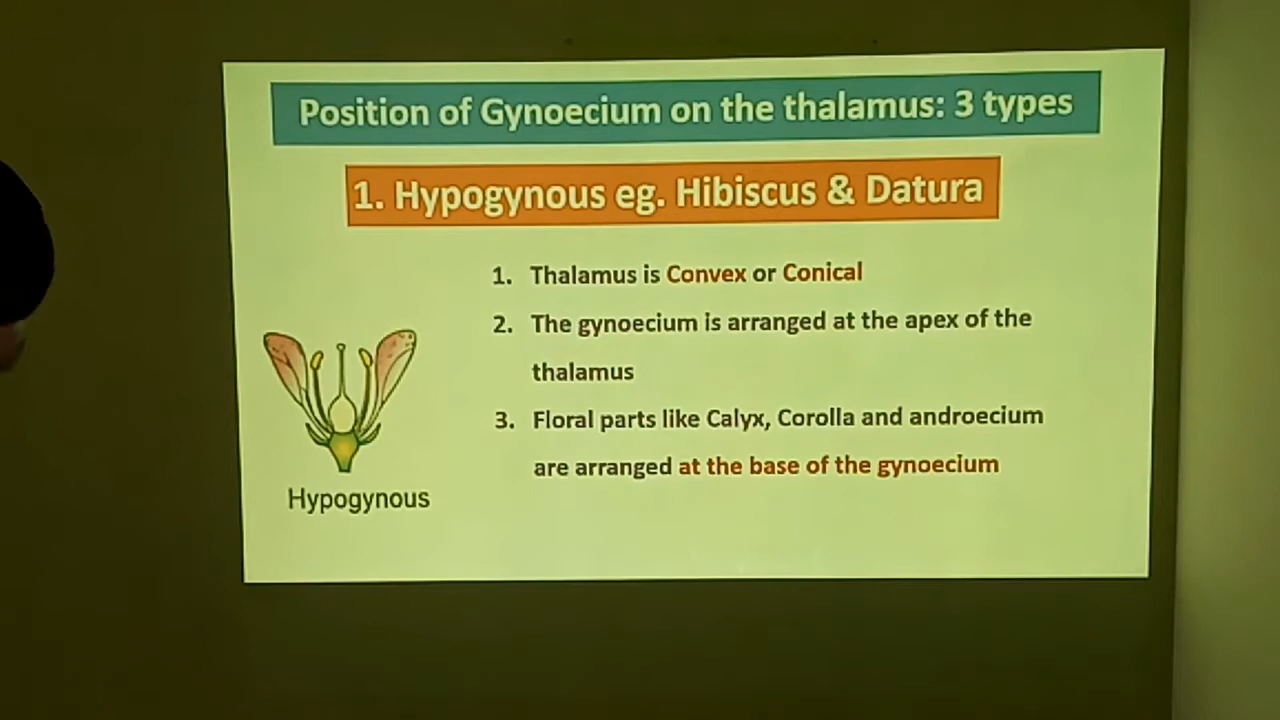 Position of Gynoecium on the thalamus: 3 types
1. Hypogynous eg. Hibiscus & Datura
1. Thalamus is Convex or Conical
2. The gynoecium is arranged at the apex of the
thalamus
3. Floral parts like Calyx, Corolla and androecium
are arranged at the base of the gynoecium
Hypogynous